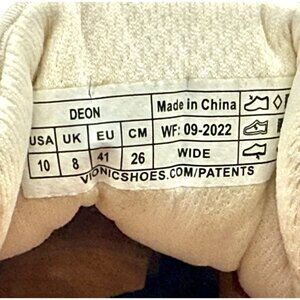 DEON
Made in China
USA UK EU CM
WF: 09-2022
10 8 41 26
WIDE
VIONICSHOES.COM/PATENTS